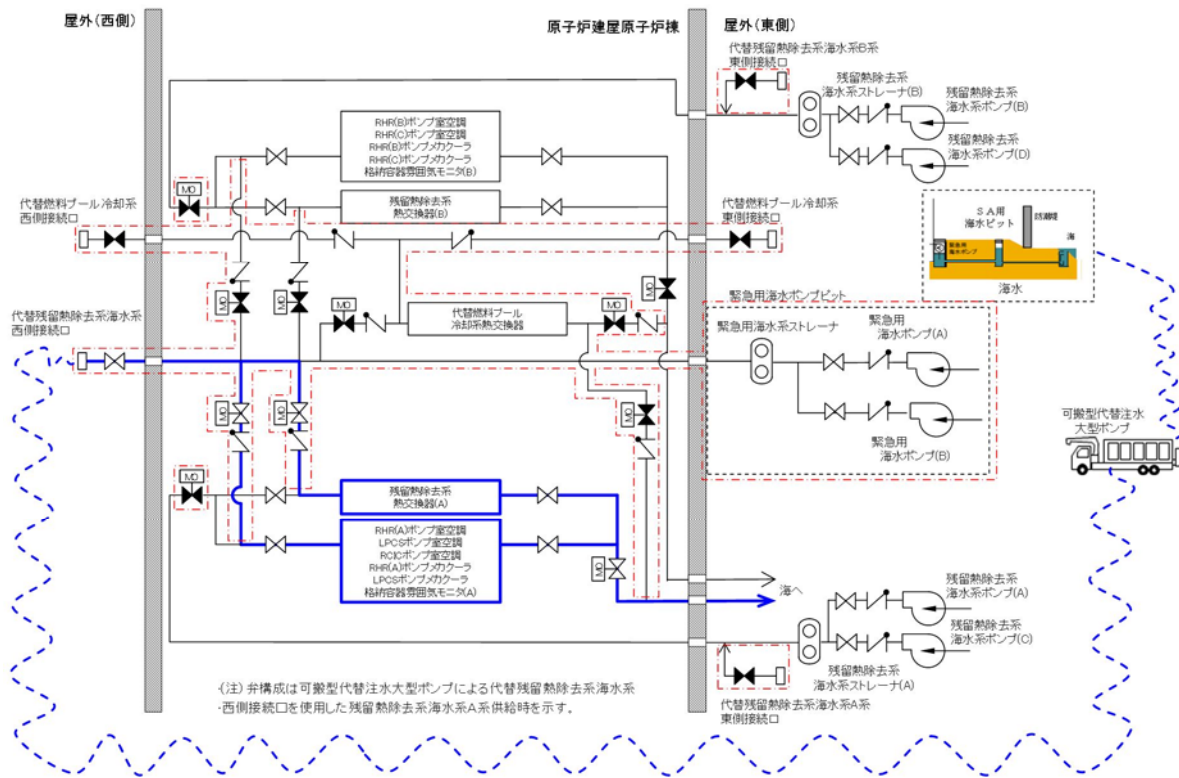 屋外(西側)
原子炉建屋原子炉棟
屋外(東側)
代替残留熱除去系海水系B系
東側接続口
残留熱除去系
海水系ストレーナ(B)
残留熱除去系
海水系ポンプ(B)
残留熱除去系
海水系ポンプ(D)
RHR(B)ポンプ室空調
RHR(C)ポンプ室空調
RHR(B)ポンプメカクーラ
RHR(C)ポンプメカクーラ
格納容器雰囲気モニタ(B)
MO
残留熱除去系
熱交換器(B)
代替燃料プール冷却系
西側接続口
代替燃料プール冷却系
東側接続口
SA用
海水ピット
防潮堤
海
緊急用
海水ポンプ
海水
MO
MO
MO
代替燃料プール
冷却系熱交換器
MO
MO
緊急用海水ポンプピット
代替残留熱除去系海水系
西側接続口
緊急用海水系ストレーナ
緊急用
海水ポンプ(A)
緊急用
海水ポンプ(B)
可搬型代替注水
大型ポンプ
MO
MO
MO
MO
残留熱除去系
熱交換器(A)
RHR(A)ポンプ室空調
LPCSポンプ室空調
RCICポンプ室空調
RHR(A)ポンプメカクーラ
LPCSポンプメカクーラ
格納容器雰囲気モニタ(A)
MO
海へ
残留熱除去系
海水系ポンプ(A)
残留熱除去系
海水系ポンプ(C)
残留熱除去系
海水系ストレーナ(A)
代替残留熱除去系海水系A系
東側接続口
(注) 弁構成は可搬型代替注水大型ポンプによる代替残留熱除去系海水系
西側接続口を使用した残留熱除去系海水系A系供給時を示す。